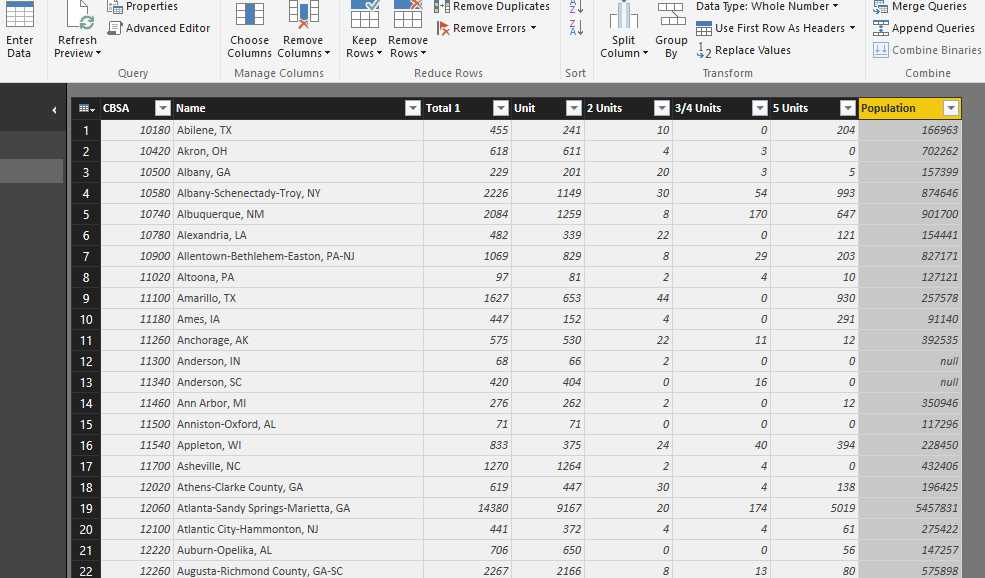 Properties
Remove Duplicates
Data Type: Whole Number
Merge Queries
Advanced Editor
Remove Errors
Use First Row As Headers
Append Queries
Enter Data
Refresh Preview
Choose Columns
Remove Columns
Keep Rows
Remove Rows
Split Column
Group By
Replace Values
Combine Binaries
Query
Manage Columns
Reduce Rows
Sort
Transform
Combine
CBSA Name Total 1 Unit 2 Units 3/4 Units 5 Units Population
1 10180 Abilene, TX 455 241 10 0 204 166963
2 10420 Akron, OH 618 611 4 3 0 702262
3 10500 Albany, GA 229 201 20 3 5 157399
4 10580 Albany-Schenectady-Troy, NY 2226 1149 30 54 993 874646
5 10740 Albuquerque, NM 2084 1259 8 170 647 901700
6 10780 Alexandria, LA 482 339 22 0 121 154441
7 10900 Allentown-Bethlehem-Easton, PA-NJ 1069 829 8 29 203 827171
8 11020 Altoona, PA 97 81 2 4 10 127121
9 11100 Amarillo, TX 1627 653 44 0 930 257578
10 11180 Ames, IA 447 152 4 0 291 91140
11 11260 Anchorage, AK 575 530 22 11 12 392535
12 11300 Anderson, IN 68 66 2 0 0 null
13 11340 Anderson, SC 420 404 0 16 0 null
14 11460 Ann Arbor, MI 276 262 2 0 12 350946
15 11500 Anniston-Oxford, AL 71 71 0 0 0 117296
16 11540 Appleton, WI 833 375 24 40 394 228450
17 11700 Asheville, NC 1270 1264 2 4 0 432406
18 12020 Athens-Clarke County, GA 619 447 30 4 138 196425
19 12060 Atlanta-Sandy Springs-Marietta, GA 14380 9167 20 174 5019 5457831
20 12100 Atlantic City-Hammonton, NJ 441 372 4 4 61 275422
21 12220 Auburn-Opelika, AL 706 650 0 0 56 147257
22 12260 Augusta-Richmond County, GA-SC 2267 2166 8 13 80 575898